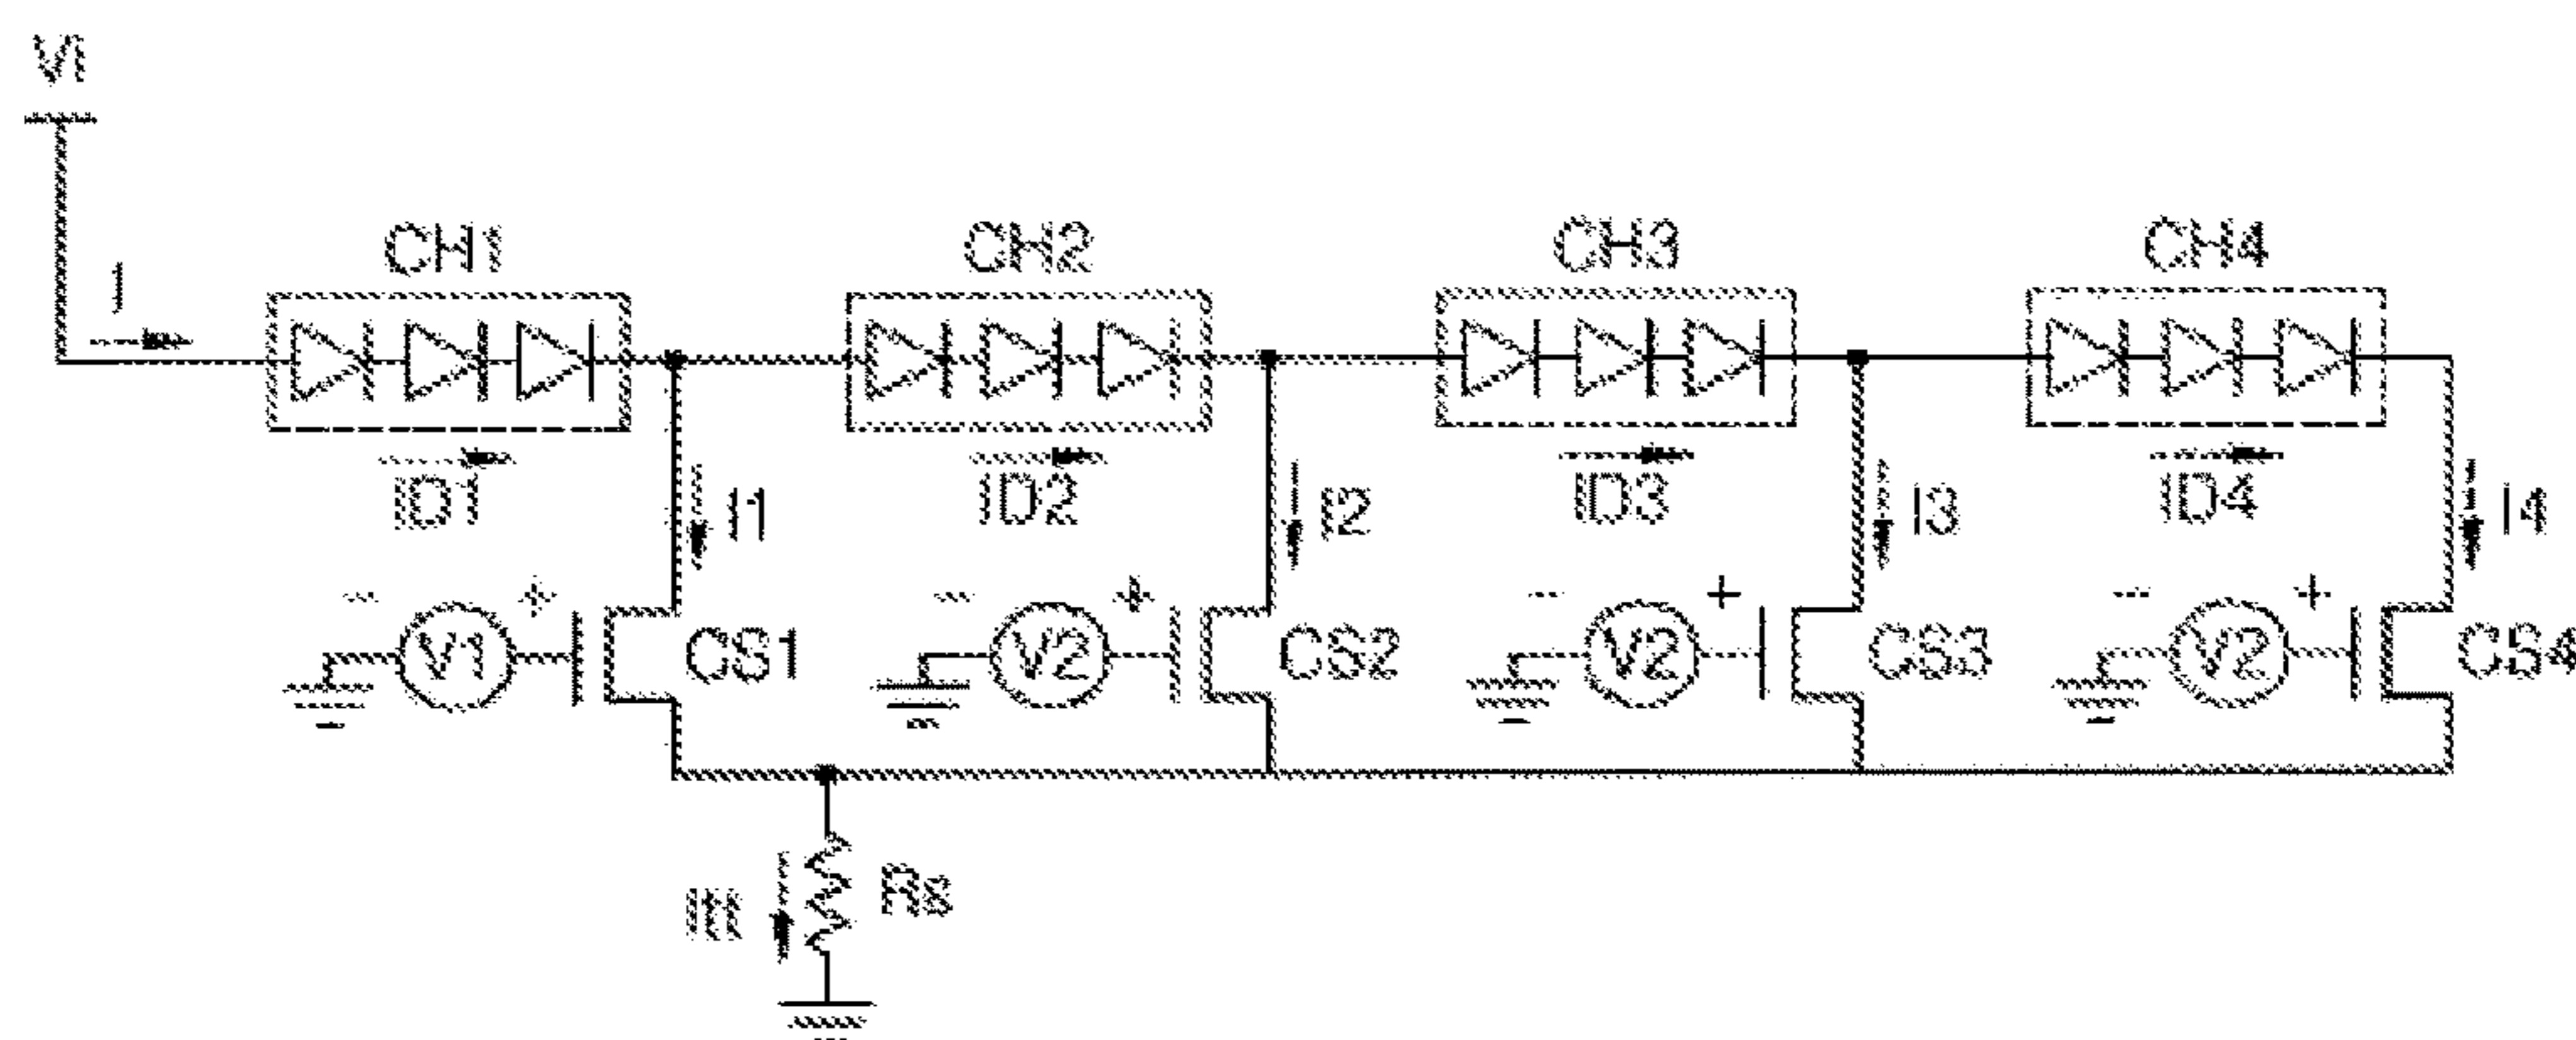 VI
I
CH1 CH2 CH3 CH4
ID1 ID2 ID3 ID4
I1 I2 I3 I4
- + - + - + - +
V1 CS1 V2 CS2 V2 CS3 V2 CS4
Rs